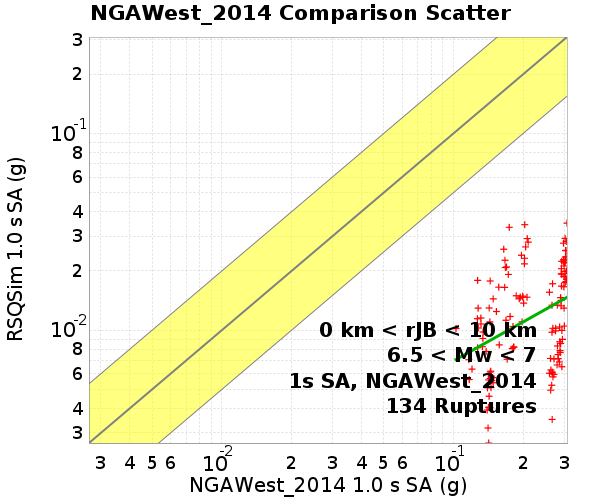 NGAWest_2014 Comparison Scatter
RSQSim 1.0 s SA (g)
3
2
10-1
8
6
4
3
2
10-2
8
6
4
3
0 km < rJB < 10 km
6.5 < Mw < 7
1s SA, NGAWest_2014
134 Ruptures
3 4 5 6 10-2 2 3 4 5 6 10-1 2 3
NGAWest_2014 1.0 s SA (g)